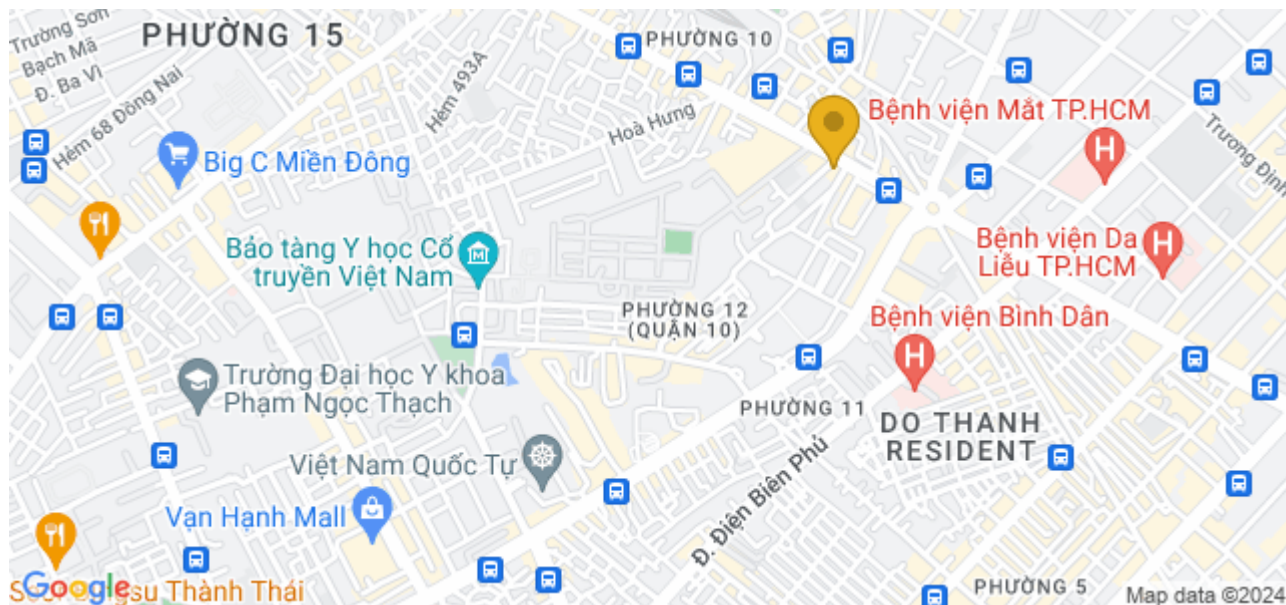 Trường Sơn
Bạch Mã
Đ. Ba Vì
PHƯỜNG 15
PHƯỜNG 10
Hẻm 493A
Hẻm 68 Đồng Nai
Hoà Hưng
Bệnh viện Mắt TP.HCM
Trương Định
Big C Miền Đông
Bảo tàng Y học Cổ
truyền Việt Nam
Bệnh viện Da
Liễu TP.HCM
PHƯỜNG 12
(QUẬN 10)
Bệnh viện Bình Dân
Trường Đại học Y khoa
Phạm Ngọc Thạch
PHƯỜNG 11
DO THANH
RESIDENT
Việt Nam Quốc Tự
Đ. Điện Biên Phủ
Vạn Hạnh Mall
Google
su Thành Thái
PHƯỜNG 5
Map data ©2024